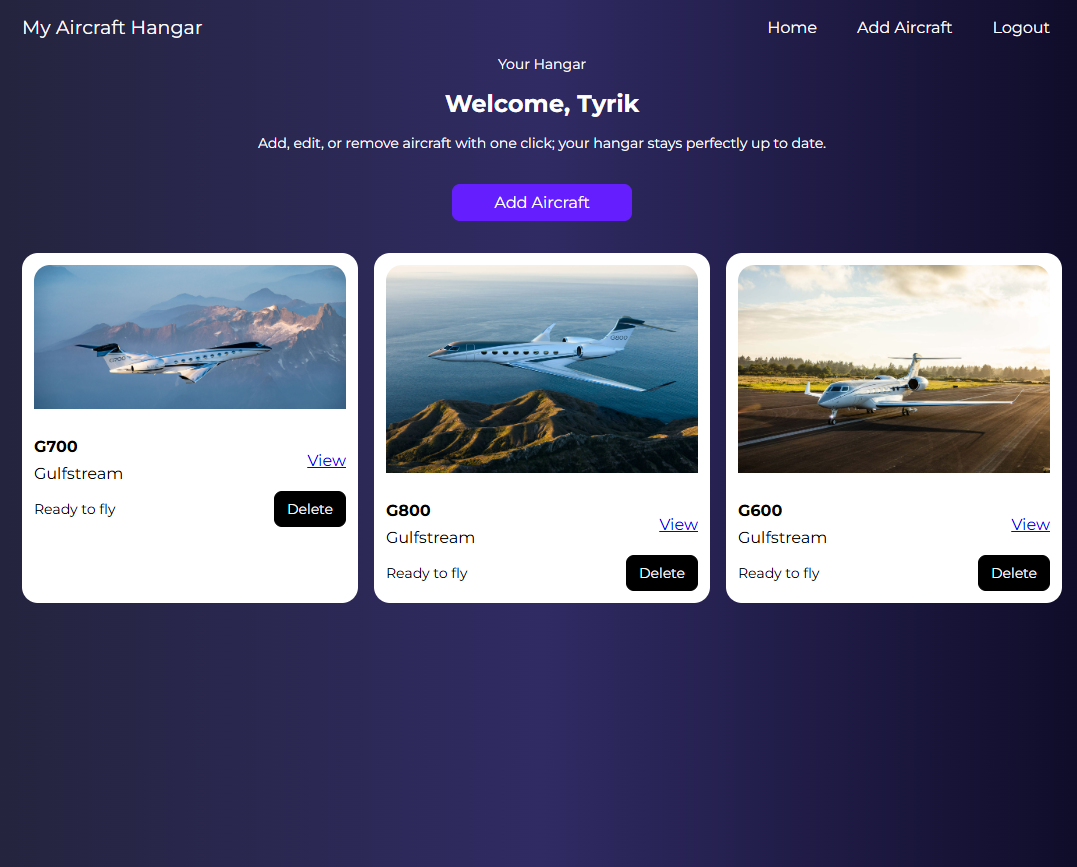 My Aircraft Hangar
Home
Add Aircraft
Logout
Your Hangar
Welcome, Tyrik
Add, edit, or remove aircraft with one click; your hangar stays perfectly up to date.
Add Aircraft
G700
G700
Gulfstream
View
Ready to fly
Delete
G800
G800
Gulfstream
View
Ready to fly
Delete
G600
Gulfstream
View
Ready to fly
Delete